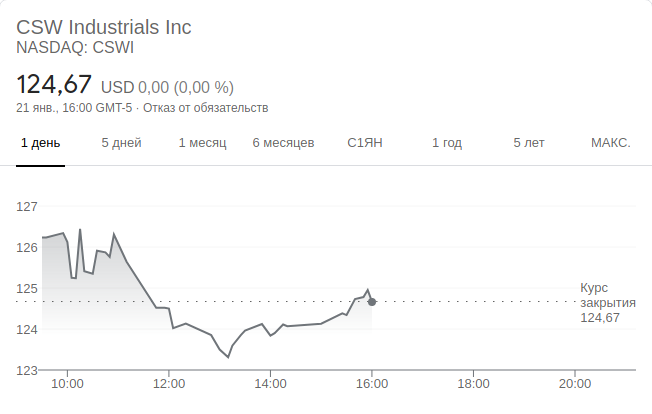 CSW Industrials Inc
NASDAQ: CSWI
124,67 USD 0,00 (0,00 %)
21 янв., 16:00 GMT-5 · Отказ от обязательств
1 день 5 дней 1 месяц 6 месяцев С1ЯН 1 год 5 лет МАКС.
127
126
125
124
123
Курс
закрытия
124,67
10:00 12:00 14:00 16:00 18:00 20:00